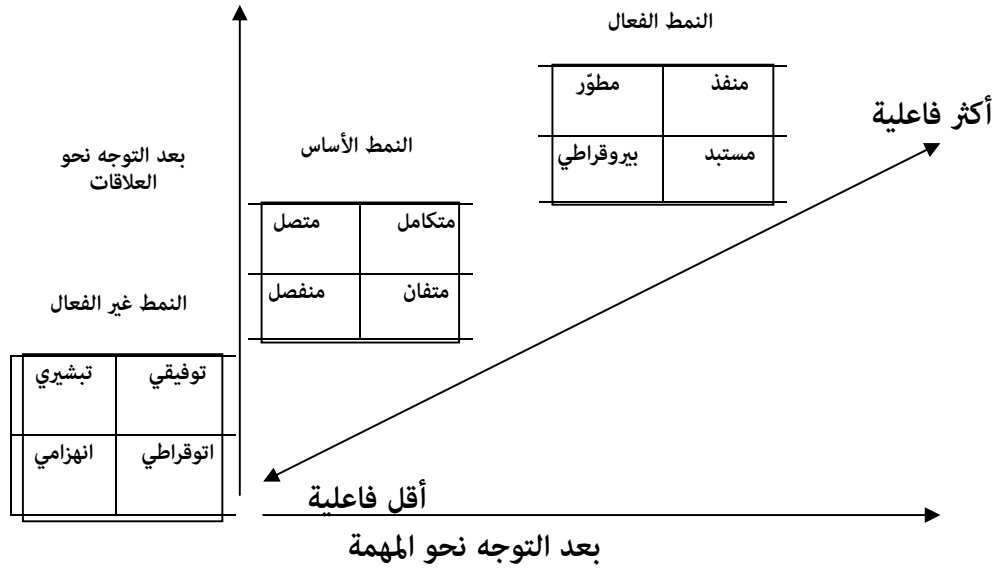 النمط الفعال
منفذ
مطوّر
مستبد
بيروقراطي
أكثر فاعلية
النمط الأساس
متكامل
متصل
متفان
منفصل
بعد التوجه نحو
العلاقات
النمط غير الفعال
توفيقي
تبشيري
اتوقراطي
انهزامي
أقل فاعلية
بعد التوجه نحو المهمة